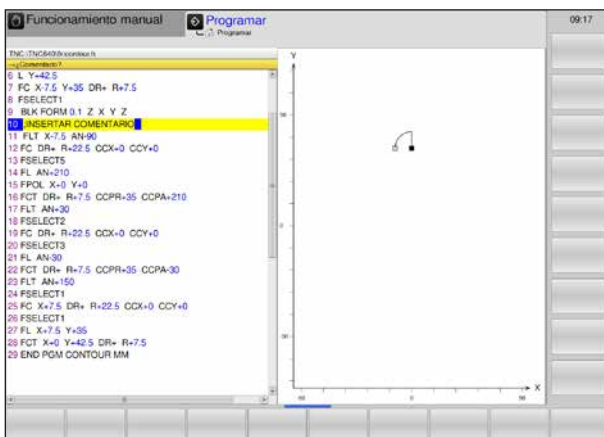 Funcionamiento manual
Programar
Programar
09:17
→¿Comentario?
6 L Y+42.5
7 FC X-7.5 Y+35 DR+ R+7.5
8 FSELECT1
9 BLK FORM 0.1 Z X Y Z
10 ;INSERTAR COMENTARIO
11 FLT X-7.5 AN-90
12 FC DR+ R+22.5 CCX+0 CCY+0
13 FSELECT5
14 FL AN+210
15 FPOL X+0 Y+0
16 FCT DR+ R+7.5 CCPR+35 CCPA+210
17 FLT AN+30
18 FSELECT2
19 FC DR+ R+22.5 CCX+0 CCY+0
20 FSELECT3
21 FL AN-30
22 FCT DR+ R+7.5 CCPR+35 CCPA-30
23 FLT AN+150
24 FSELECT1
25 FC X+7.5 DR+ R+22.5 CCX+0 CCY+0
26 FSELECT1
27 FL X+7.5 Y+35
28 FCT X+0 Y+42.5 DR+ R+7.5
29 END PGM CONTOUR MM
Y
X
0